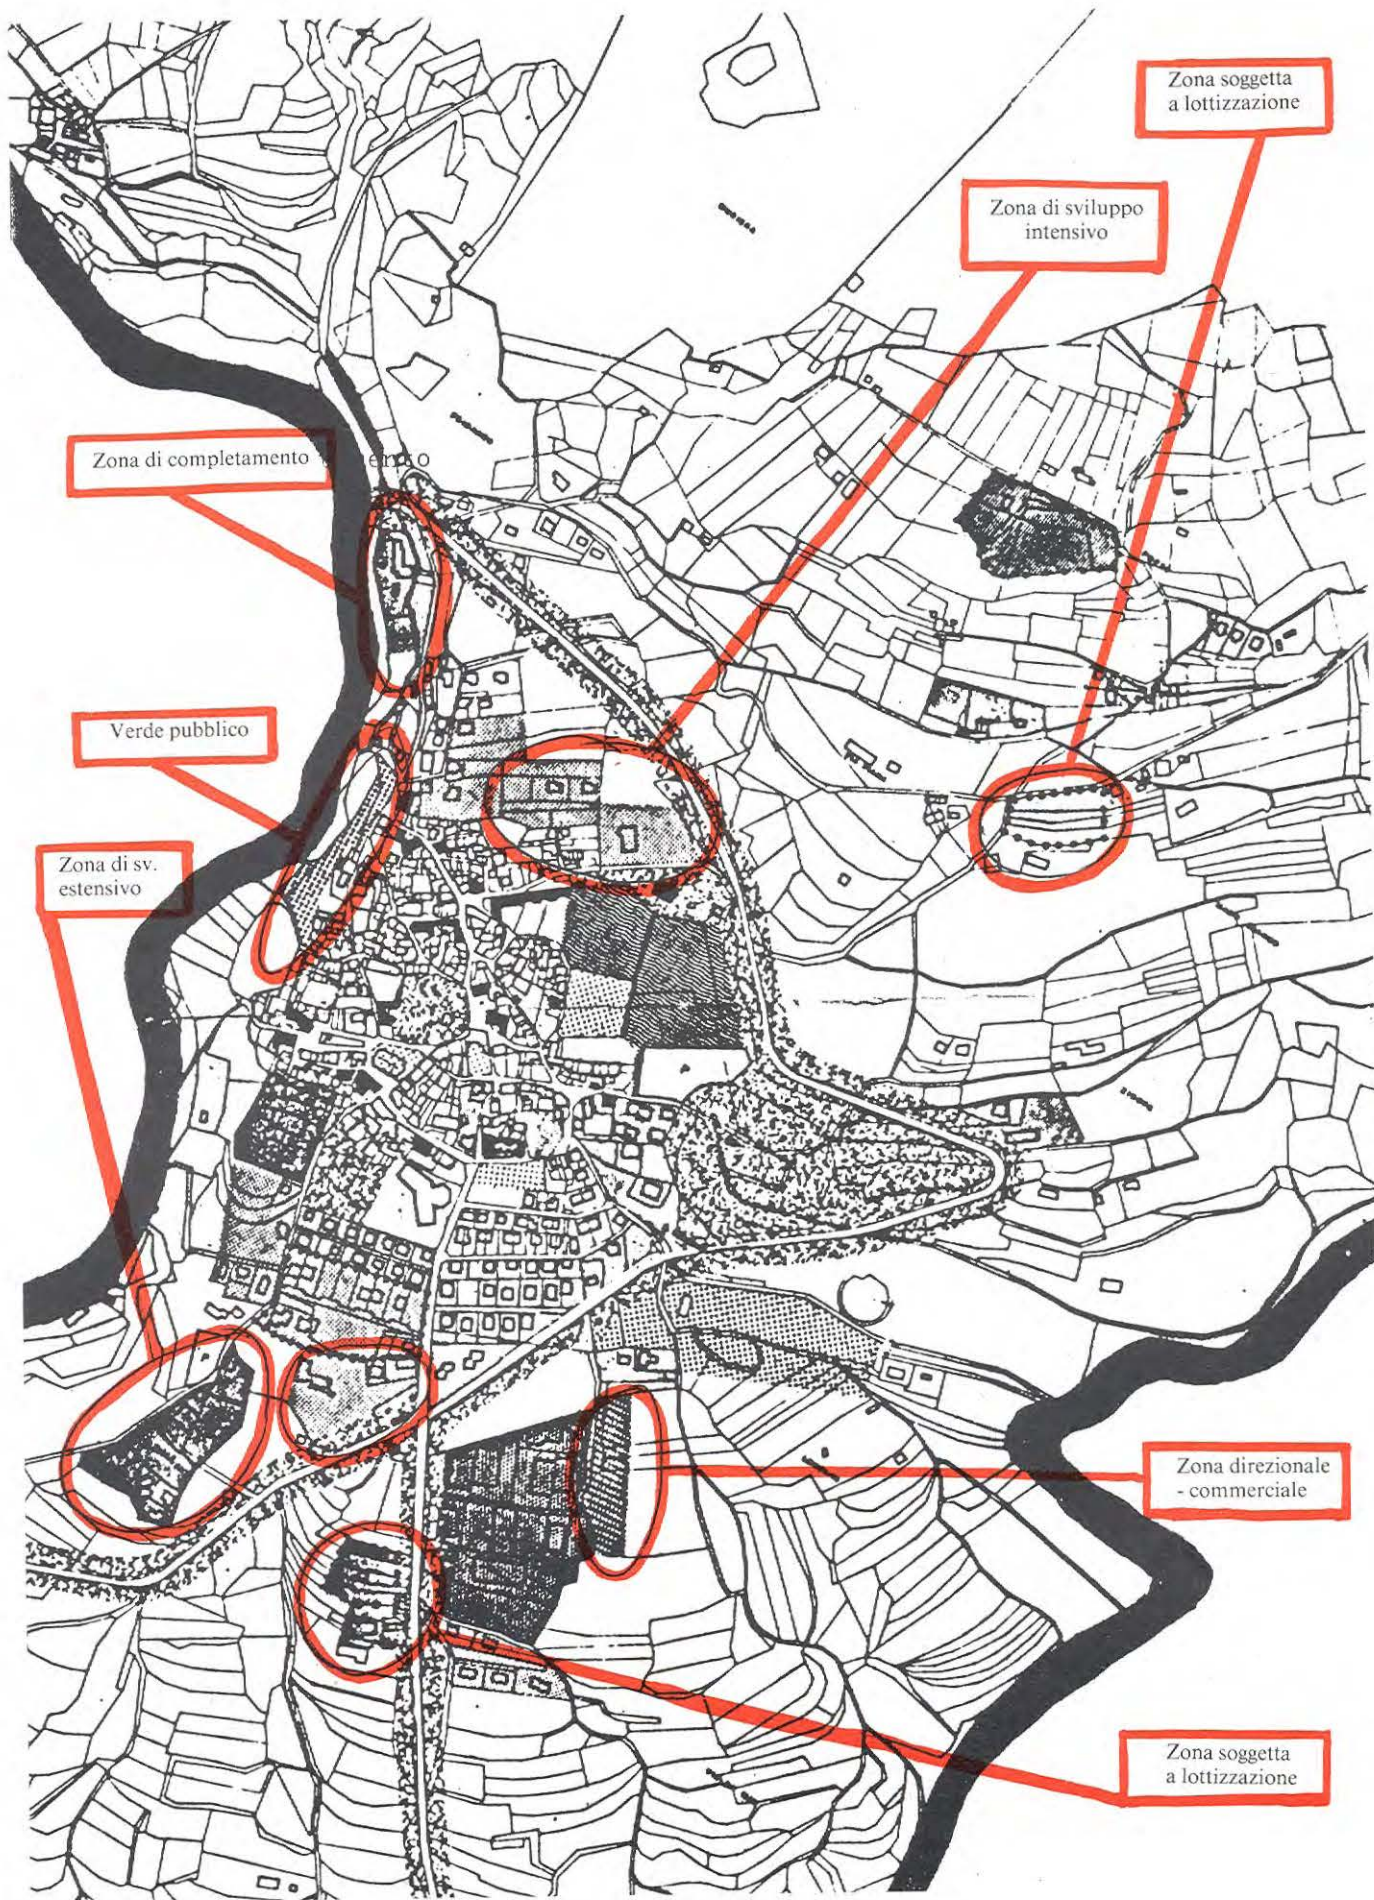 Zona soggetta
a lottizzazione
Zona di sviluppo
intensivo
Zona di completamento
Verde pubblico
Zona di sv.
estensivo
Zona direzionale
- commerciale
Zona soggetta
a lottizzazione